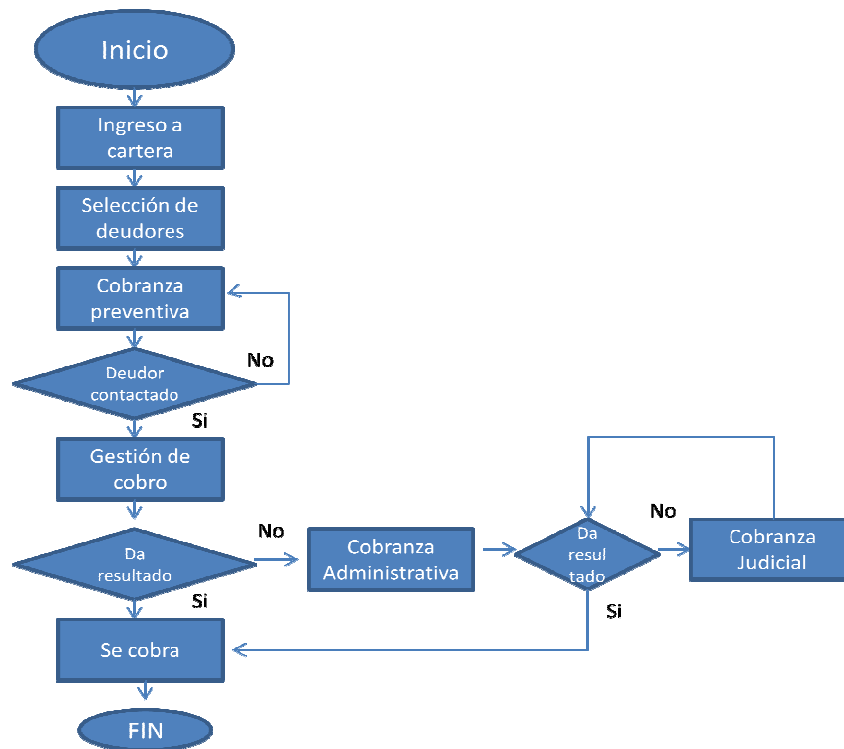 Inicio
Ingreso a
cartera
Selección de
deudores
Cobranza
preventiva
No
Deudor
contactado
Si
Gestión de
cobro
Da
resultado
No
Cobranza
Administrativa
Da
resul
tado
No
Cobranza
Judicial
Si
Si
Se cobra
FIN